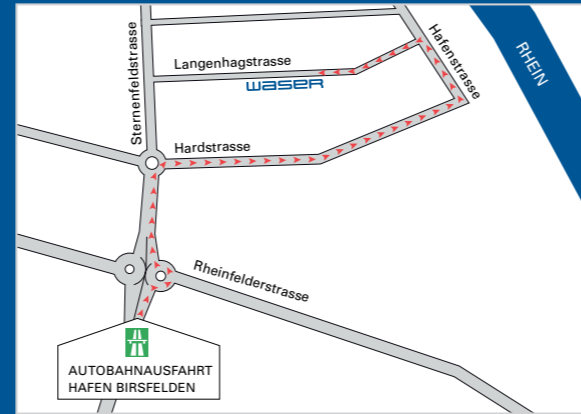 Sternenfeldstrasse
Langenhagstrasse
waser
Hafenstrasse
RHEIN
Hardstrasse
Rheinfelderstrasse
AUTOBAHNAUSFAHRT
HAFEN BIRSFELDEN